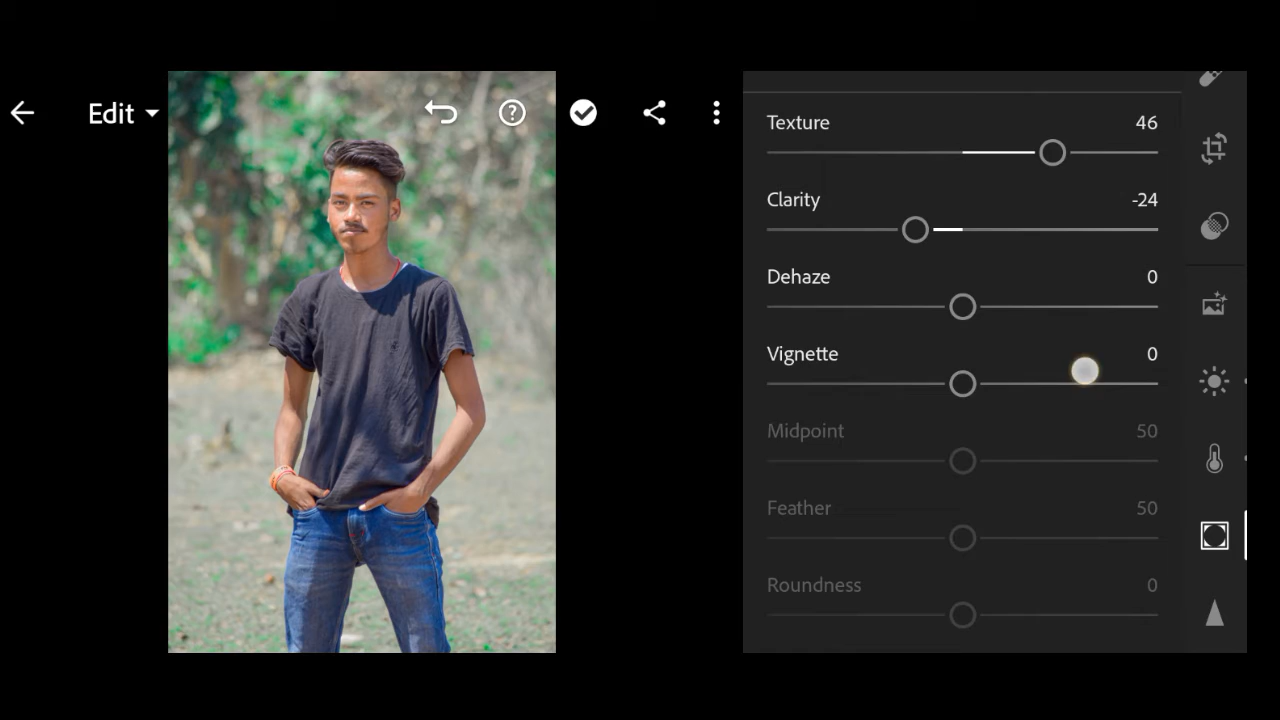 Edit
Texture 46
Clarity -24
Dehaze 0
Vignette 0
Midpoint 50
Feather 50
Roundness 0